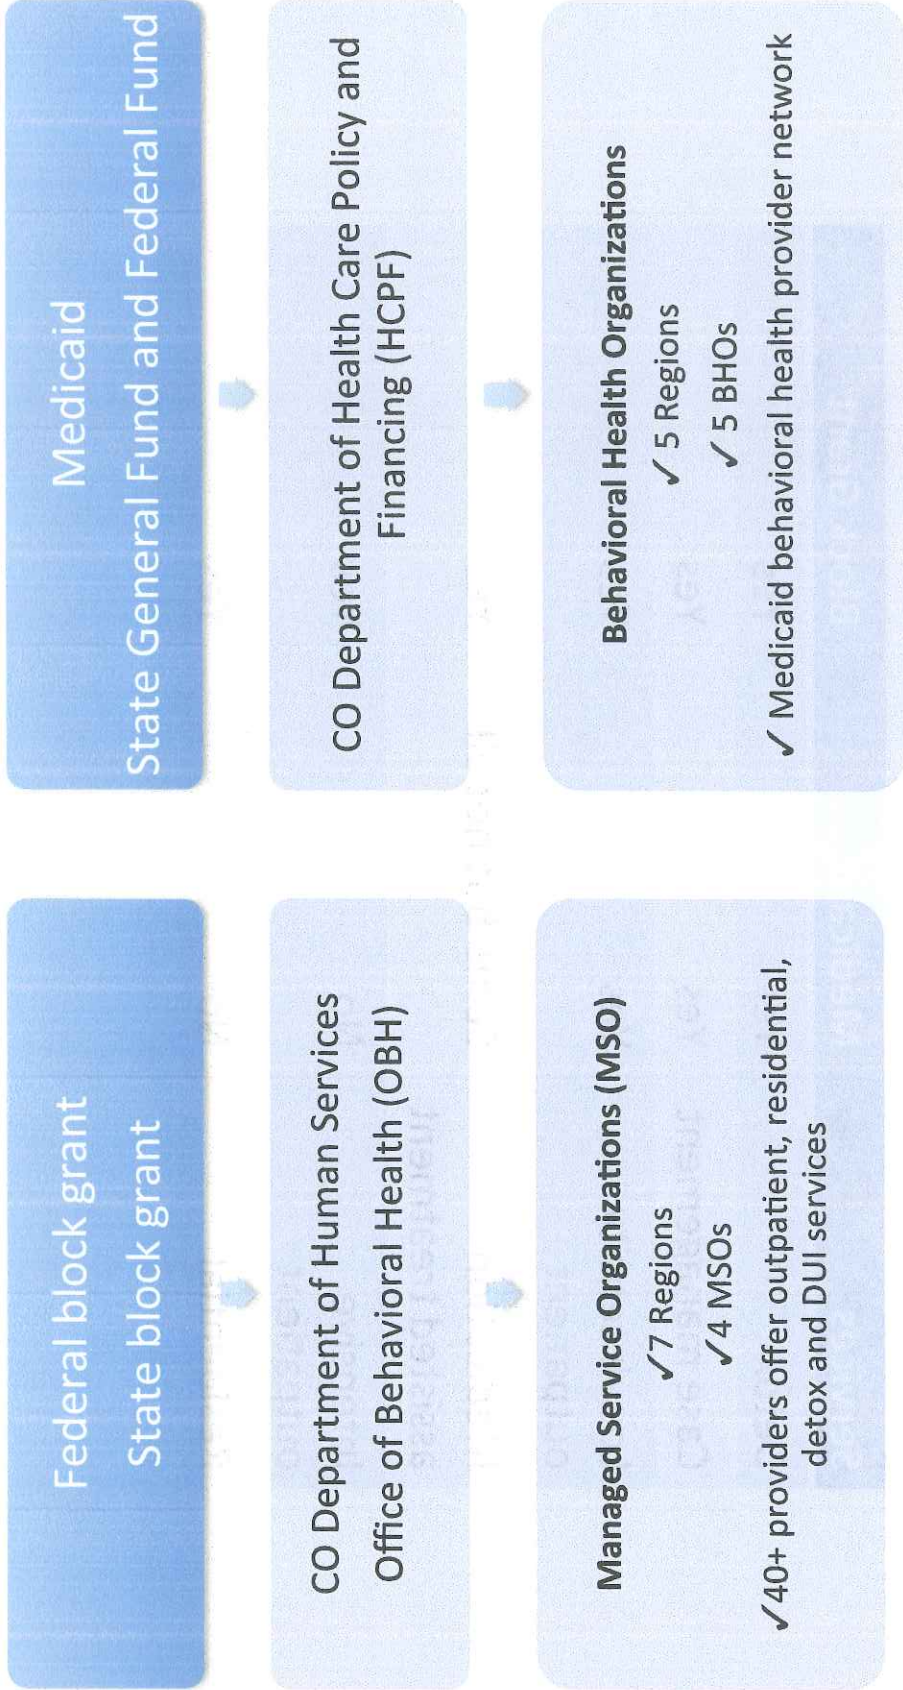 Federal block grant
State block grant
CO Department of Human Services
Office of Behavioral Health (OBH)
Managed Service Organizations (MSO)
✓7 Regions
✓4 MSOs
✓40+ providers offer outpatient, residential,
detox and DUI services
Medicaid
State General Fund and Federal Fund
CO Department of Health Care Policy and
Financing (HCPF)
Behavioral Health Organizations
✓ 5 Regions
✓ 5 BHOs
✓ Medicaid behavioral health provider network